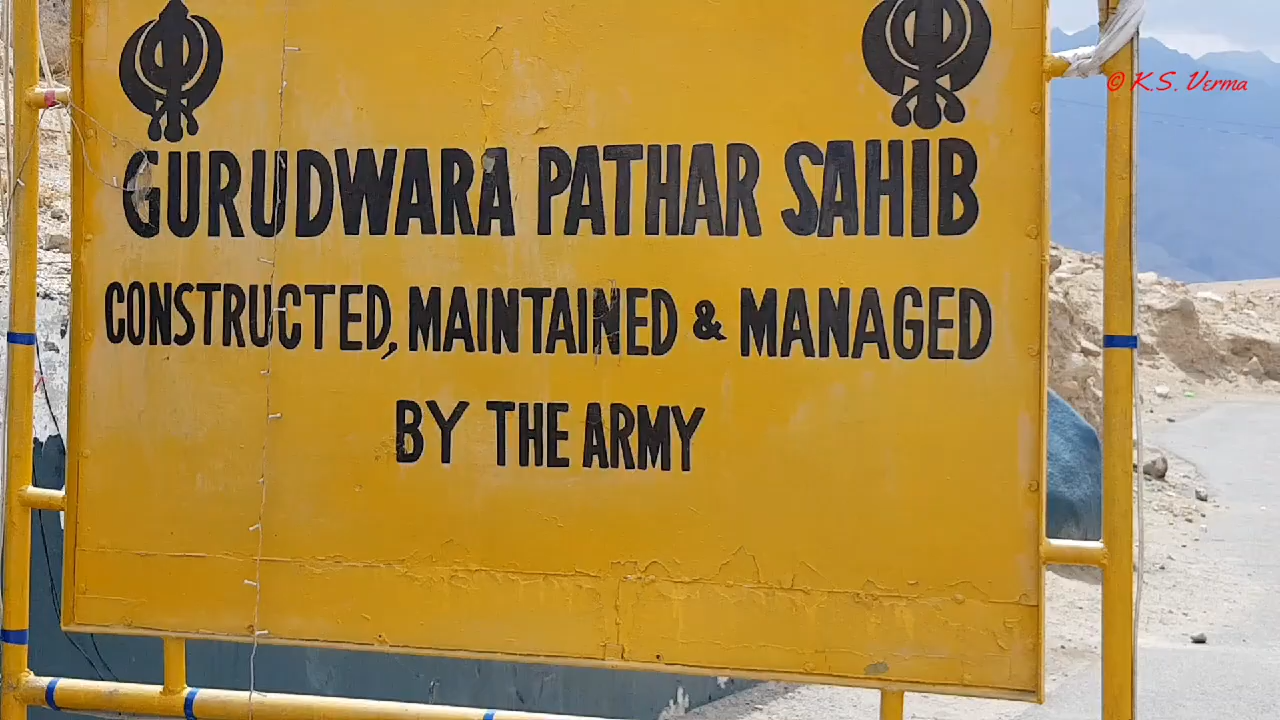 © K.S. Verma
GURUDWARA PATHAR SAHIB
CONSTRUCTED, MAINTAINED & MANAGED
BY THE ARMY